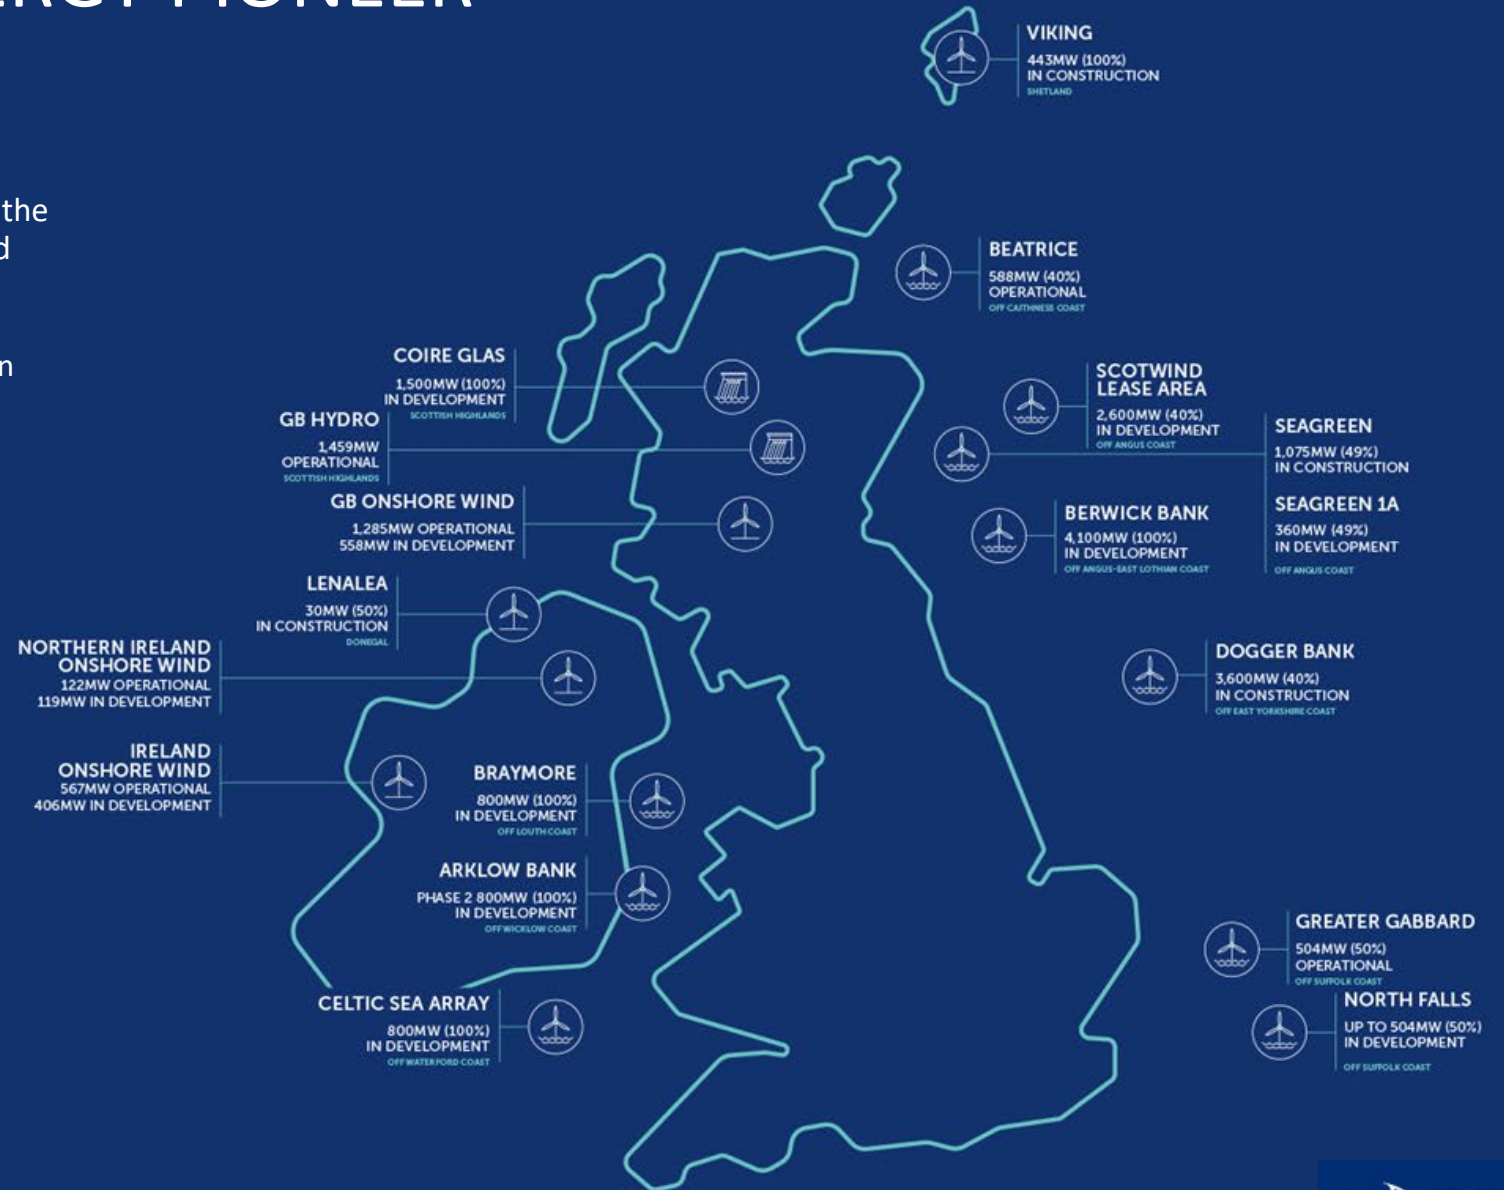 ERGY PIONEER
the
d
n
VIKING
443MW (100%)
IN CONSTRUCTION
SHETLAND
BEATRICE
588MW (40%)
OPERATIONAL
OFF CAITHNESS COAST
COIRE GLAS
1,500MW (100%)
IN DEVELOPMENT
SCOTTISH HIGHLANDS
SCOTWIND
LEASE AREA
2,600MW (40%)
IN DEVELOPMENT
OFF ANGUS COAST
GB HYDRO
1,459MW
OPERATIONAL
SCOTTISH HIGHLANDS
SEAGREEN
1,075MW (49%)
IN CONSTRUCTION
SEAGREEN 1A
360MW (49%)
IN DEVELOPMENT
OFF ANGUS COAST
GB ONSHORE WIND
1,285MW OPERATIONAL
558MW IN DEVELOPMENT
BERWICK BANK
4,100MW (100%)
IN DEVELOPMENT
OFF ANGUS-EAST LOTHIAN COAST
LENALEA
30MW (50%)
IN CONSTRUCTION
DONEGAL
NORTHERN IRELAND
ONSHORE WIND
122MW OPERATIONAL
119MW IN DEVELOPMENT
DOGGER BANK
3,600MW (40%)
IN CONSTRUCTION
OFF EAST YORKSHIRE COAST
IRELAND
ONSHORE WIND
567MW OPERATIONAL
406MW IN DEVELOPMENT
BRAYMORE
800MW (100%)
IN DEVELOPMENT
OFF LOUTH COAST
ARKLOW BANK
PHASE 2 800MW (100%)
IN DEVELOPMENT
OFF WICKLOW COAST
GREATER GABBARD
504MW (50%)
OPERATIONAL
OFF SUFFOLK COAST
CELTIC SEA ARRAY
800MW (100%)
IN DEVELOPMENT
OFF WATERFORD COAST
NORTH FALLS
UP TO 504MW (50%)
IN DEVELOPMENT
OFF SUFFOLK COAST